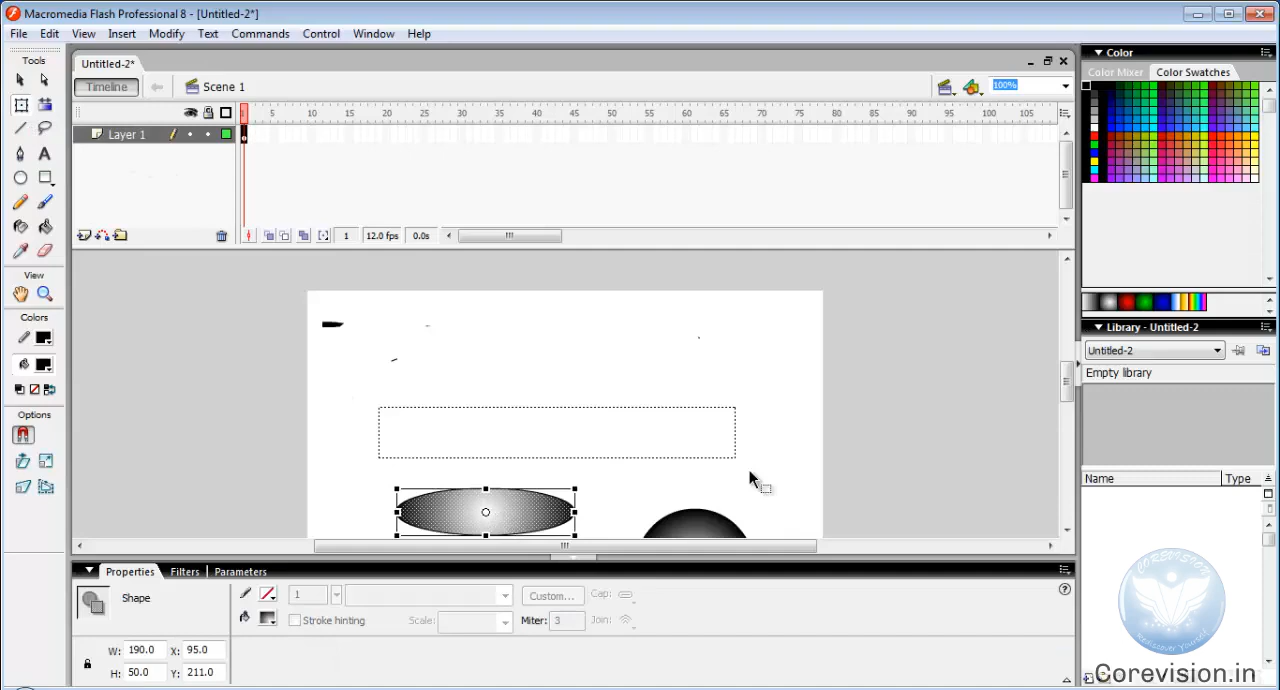 Macromedia Flash Professional 8 - [Untitled-2*]
File Edit View Insert Modify Text Commands Control Window Help
Tools
Untitled-2*
Color
Timeline
Scene 1
100%
Color Mixer
Color Swatches
1 5 10 15 20 25 30 35 40 45 50 55 60 65 70 75 80 85 90 95 100 105
Layer 1
A
1 12.0 fps 0.0s
View
Colors
Library - Untitled-2
Untitled-2
Empty library
Options
Name Type
Properties Filters Parameters
Shape
1
Custom...
Cap:
Stroke hinting
Scale:
Miter: 3
Join:
W: 190.0 X: 95.0
H: 50.0 Y: 211.0
COREVISION
Rediscover Yourself
Corevision.in